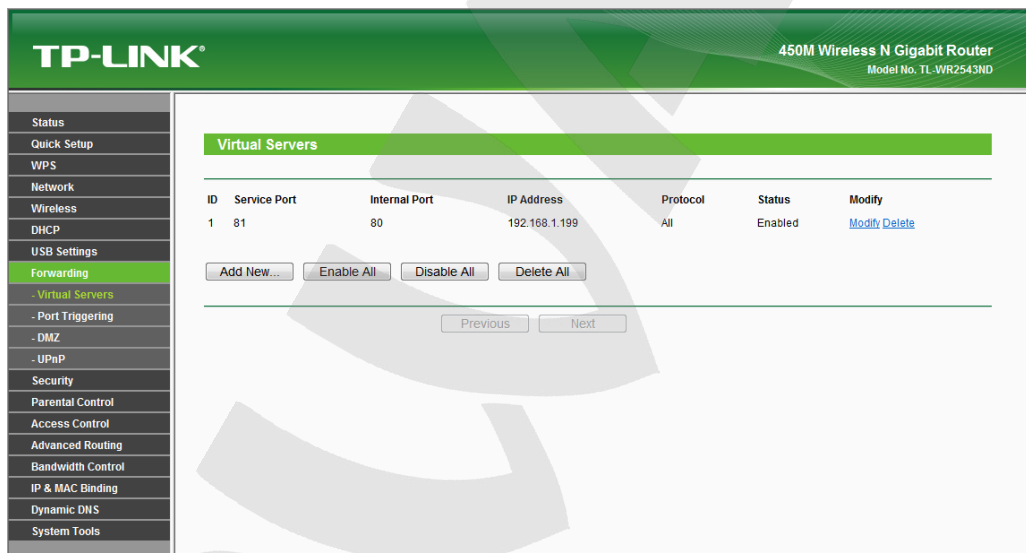 TP-LINK®
450M Wireless N Gigabit Router
Model No. TL-WR2543ND
Status
Quick Setup
WPS
Network
Wireless
DHCP
USB Settings
Forwarding
- Virtual Servers
- Port Triggering
- DMZ
- UPnP
Security
Parental Control
Access Control
Advanced Routing
Bandwidth Control
IP & MAC Binding
Dynamic DNS
System Tools
Virtual Servers
ID Service Port Internal Port IP Address Protocol Status Modify
1 81 80 192.168.1.199 All Enabled Modify Delete
Add New... Enable All Disable All Delete All
Previous Next